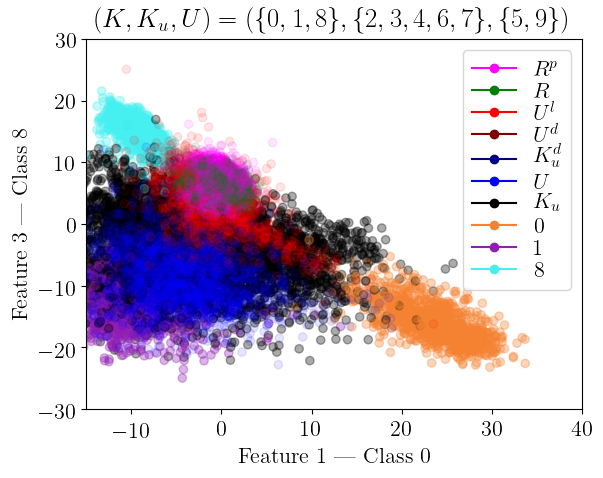 (K, K_u, U) = ({0, 1, 8}, {2, 3, 4, 6, 7}, {5, 9})
30
20
10
0
−10
−20
−30
Feature 3 — Class 8
R^p
R
U^l
U^d
K_u^d
U
K_u
0
1
8
−10
0
10
20
30
40
Feature 1 — Class 0